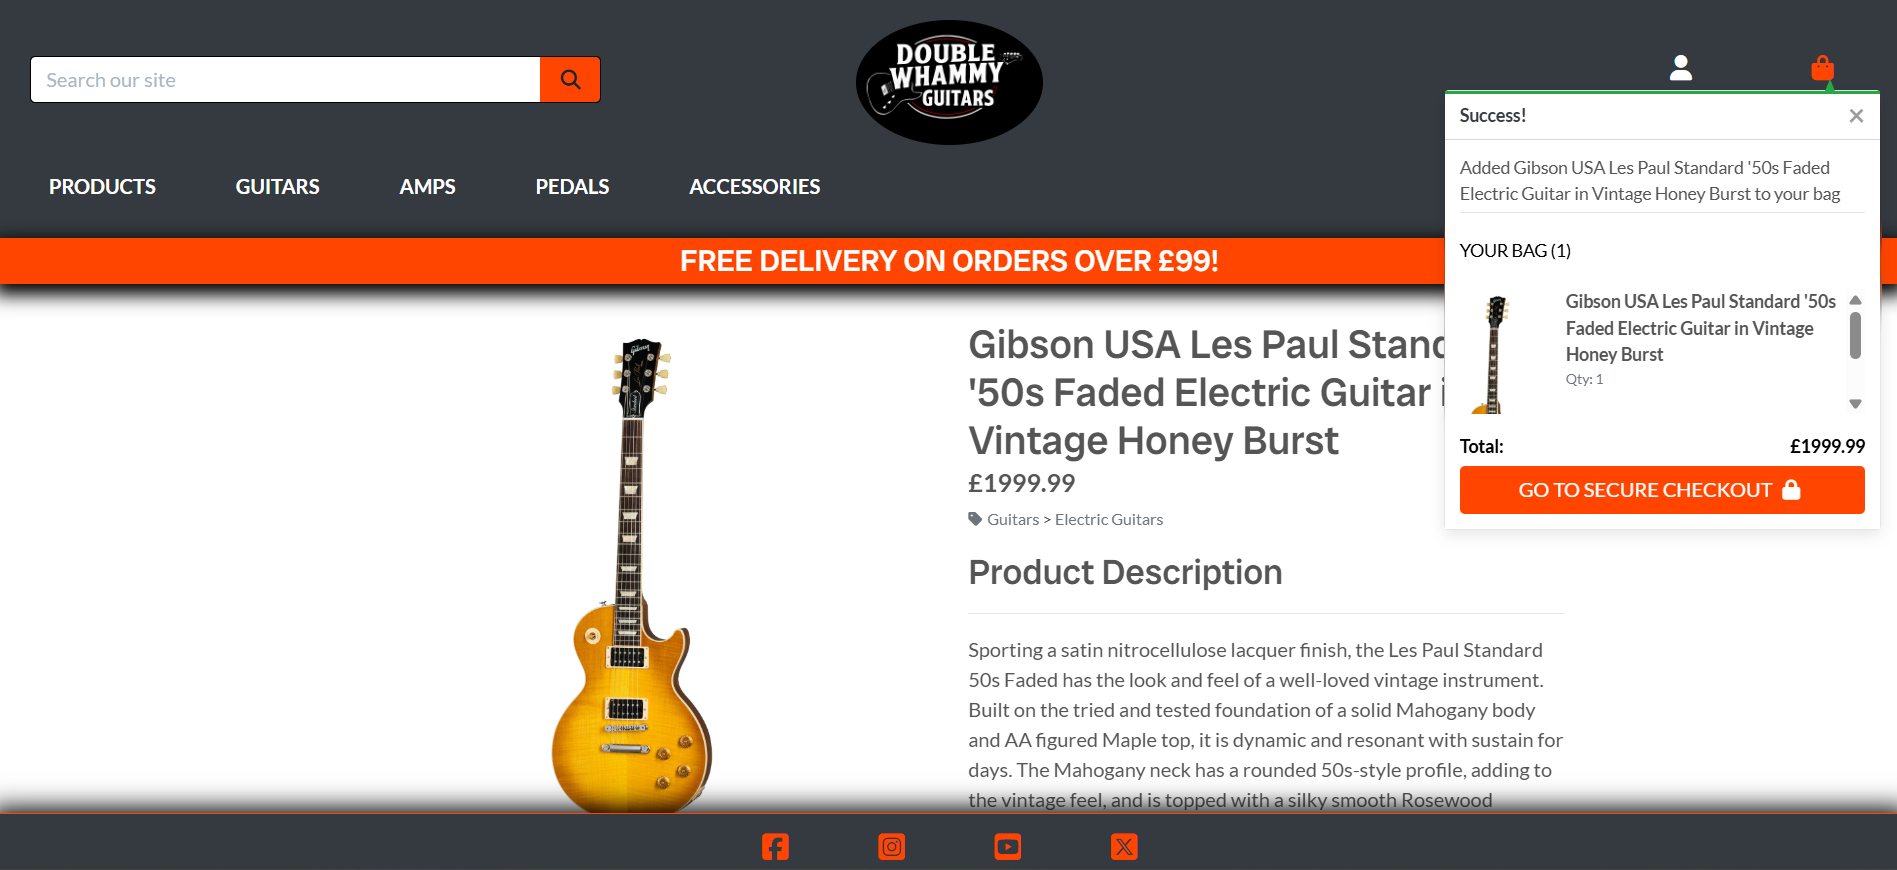 Search our site
DOUBLE
WHAMMY
GUITARS
PRODUCTS
GUITARS
AMPS
PEDALS
ACCESSORIES
FREE DELIVERY ON ORDERS OVER £99!
Success!
Added Gibson USA Les Paul Standard '50s Faded
Electric Guitar in Vintage Honey Burst to your bag
YOUR BAG (1)
Gibson USA Les Paul Standard '50s
Faded Electric Guitar in Vintage
Honey Burst
Qty: 1
Total: £1999.99
GO TO SECURE CHECKOUT
Gibson USA Les Paul
'50s Faded Electric Guitar
Vintage Honey Burst
£1999.99
Guitars > Electric Guitars
Product Description
Sporting a satin nitrocellulose lacquer finish, the Les Paul Standard
50s Faded has the look and feel of a well-loved vintage instrument.
Built on the tried and tested foundation of a solid Mahogany body
and AA figured Maple top, it is dynamic and resonant with sustain for
days. The Mahogany neck has a rounded 50s-style profile, adding to
the vintage feel, and is topped with a silky smooth Rosewood